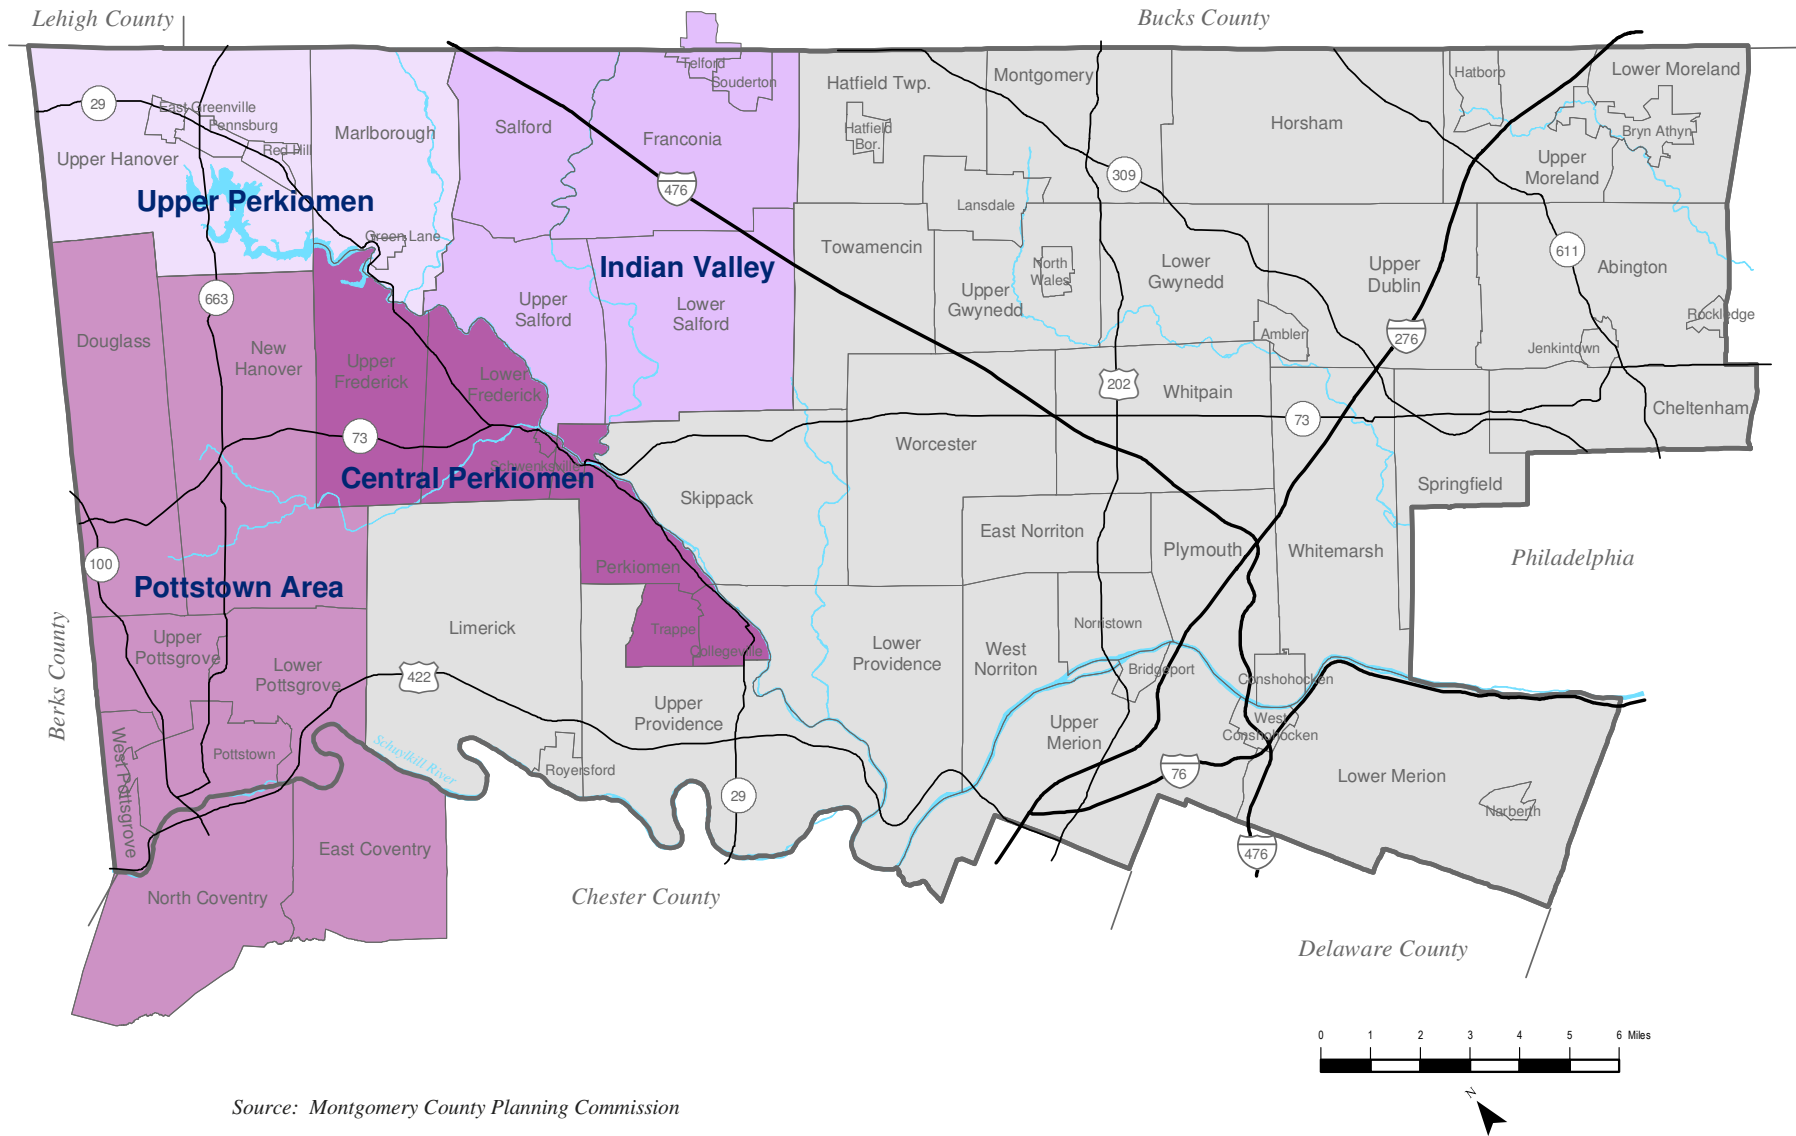 Lehigh County
Bucks County
Telford
Souderton
Hatfield Twp.
Montgomery
Hatboro
Lower Moreland
29
East Greenville
Pennsburg
Red Hill
Upper Hanover
Marlborough
Salford
Franconia
Hatfield
Bor.
Horsham
Bryn Athyn
Upper
Moreland
309
476
Upper Perkiomen
Green Lane
Lansdale
Towamencin
North
Wales
Lower
Gwynedd
Upper
Dublin
611
Abington
Indian Valley
663
Upper
Salford
Lower
Salford
Upper
Gwynedd
Rockledge
Ambler
276
Jenkintown
Douglass
New
Hanover
Upper
Frederick
Lower
Frederick
202
Whitpain
73
Cheltenham
73
Worcester
Schwenksville
Central Perkiomen
Skippack
Springfield
East Norriton
Plymouth
Whitemarsh
Philadelphia
100
Perkiomen
Pottstown Area
Berks County
Upper
Pottsgrove
Lower
Pottsgrove
Limerick
Trappe
Collegeville
Lower
Providence
West
Norriton
Norristown
Bridgeport
Conshohocken
422
Upper
Providence
West
Conshohocken
Upper
Merion
West Pottsgrove
Pottstown
Schuylkill River
Royersford
76
Lower Merion
29
Narberth
476
East Coventry
North Coventry
Chester County
Delaware County
0 1 2 3 4 5 6 Miles
N
Source: Montgomery County Planning Commission